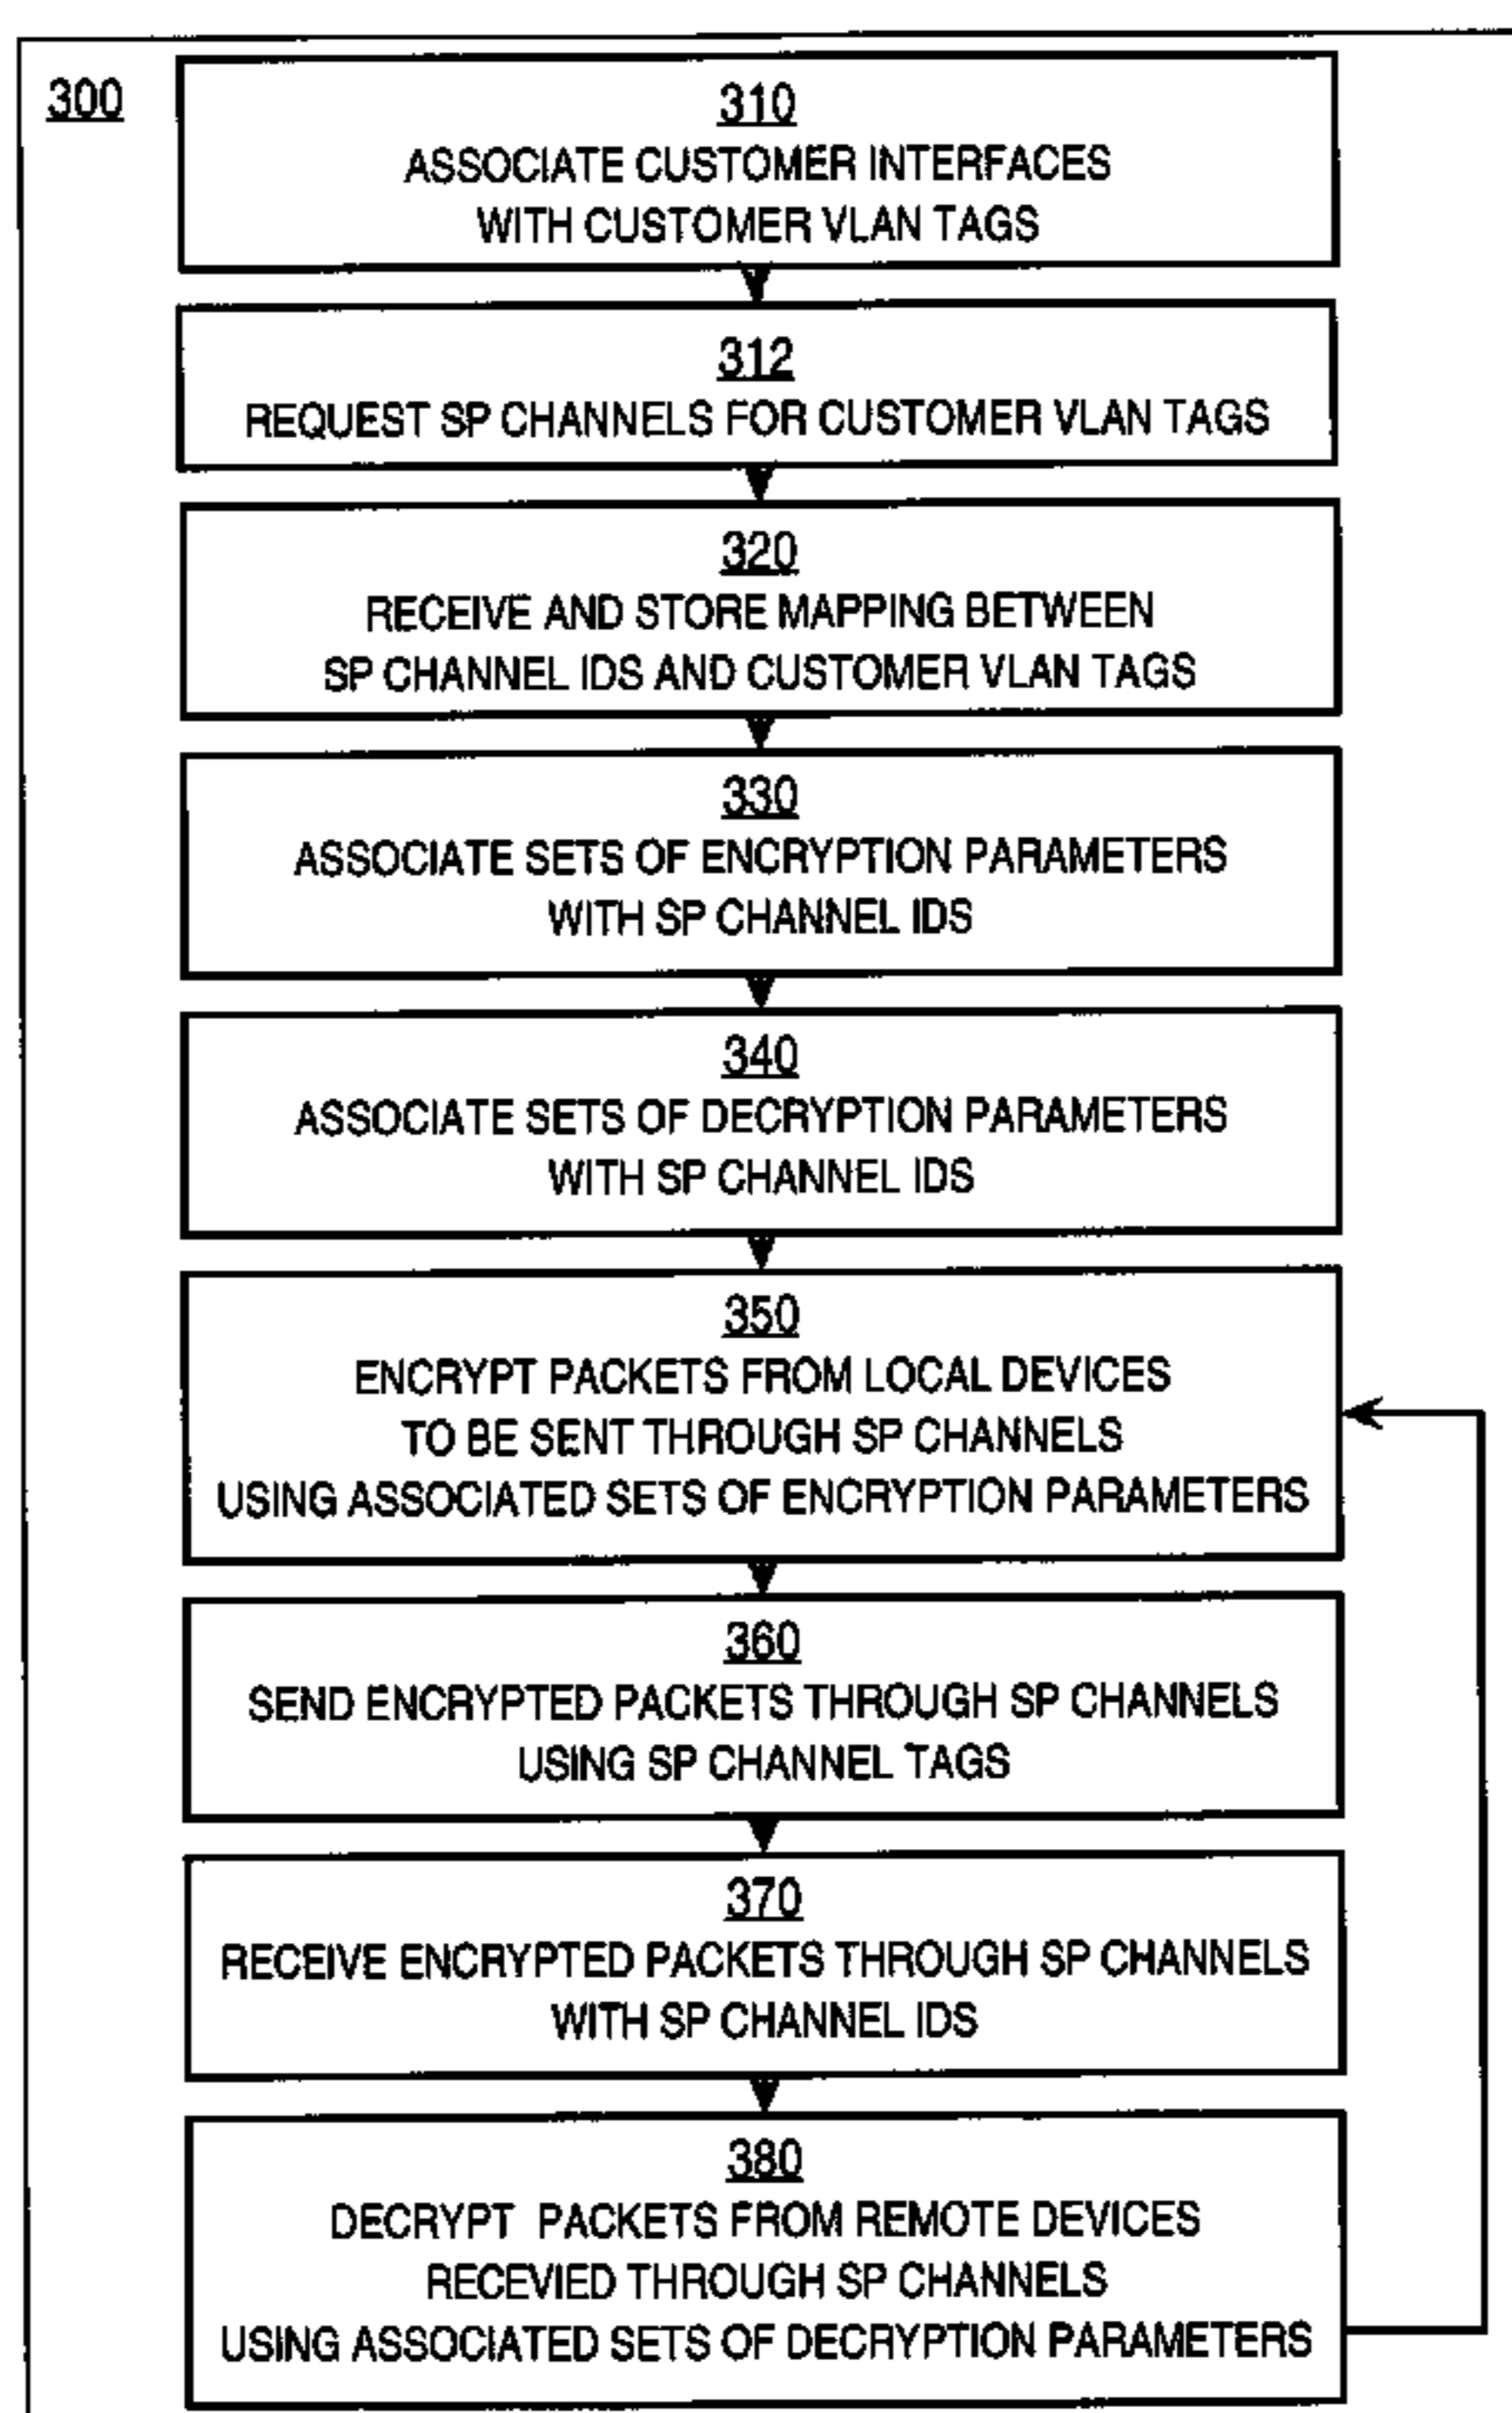 300
310
ASSOCIATE CUSTOMER INTERFACES
WITH CUSTOMER VLAN TAGS
312
REQUEST SP CHANNELS FOR CUSTOMER VLAN TAGS
320
RECEIVE AND STORE MAPPING BETWEEN
SP CHANNEL IDS AND CUSTOMER VLAN TAGS
330
ASSOCIATE SETS OF ENCRYPTION PARAMETERS
WITH SP CHANNEL IDS
340
ASSOCIATE SETS OF DECRYPTION PARAMETERS
WITH SP CHANNEL IDS
350
ENCRYPT PACKETS FROM LOCAL DEVICES
TO BE SENT THROUGH SP CHANNELS
USING ASSOCIATED SETS OF ENCRYPTION PARAMETERS
360
SEND ENCRYPTED PACKETS THROUGH SP CHANNELS
USING SP CHANNEL TAGS
370
RECEIVE ENCRYPTED PACKETS THROUGH SP CHANNELS
WITH SP CHANNEL IDS
380
DECRYPT PACKETS FROM REMOTE DEVICES
RECEVIED THROUGH SP CHANNELS
USING ASSOCIATED SETS OF DECRYPTION PARAMETERS